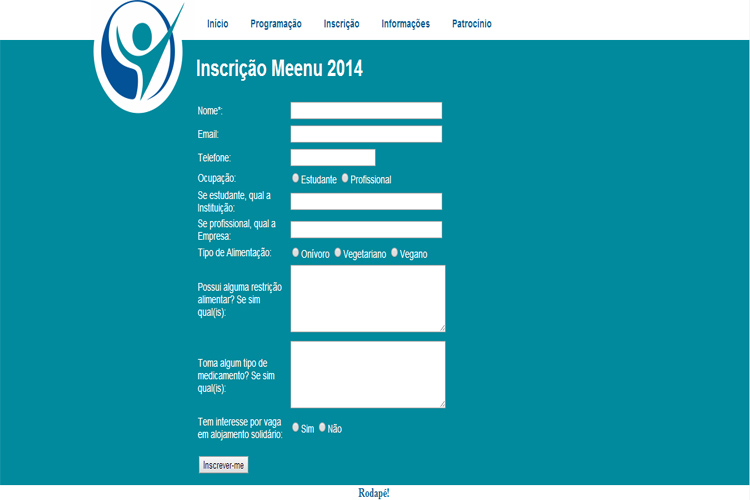 Início Programação Inscrição Informações Patrocínio
Inscrição Meenu 2014
Nome*:
Email:
Telefone:
Ocupação: Estudante Profissional
Se estudante, qual a
Instituição:
Se profissional, qual a
Empresa:
Tipo de Alimentação: Onívoro Vegetariano Vegano
Possui alguma restrição
alimentar? Se sim
qual(is):
Toma algum tipo de
medicamento? Se sim
qual(is):
Tem interesse por vaga
em alojamento solidário: Sim Não
Inscrever-me
Rodapé!